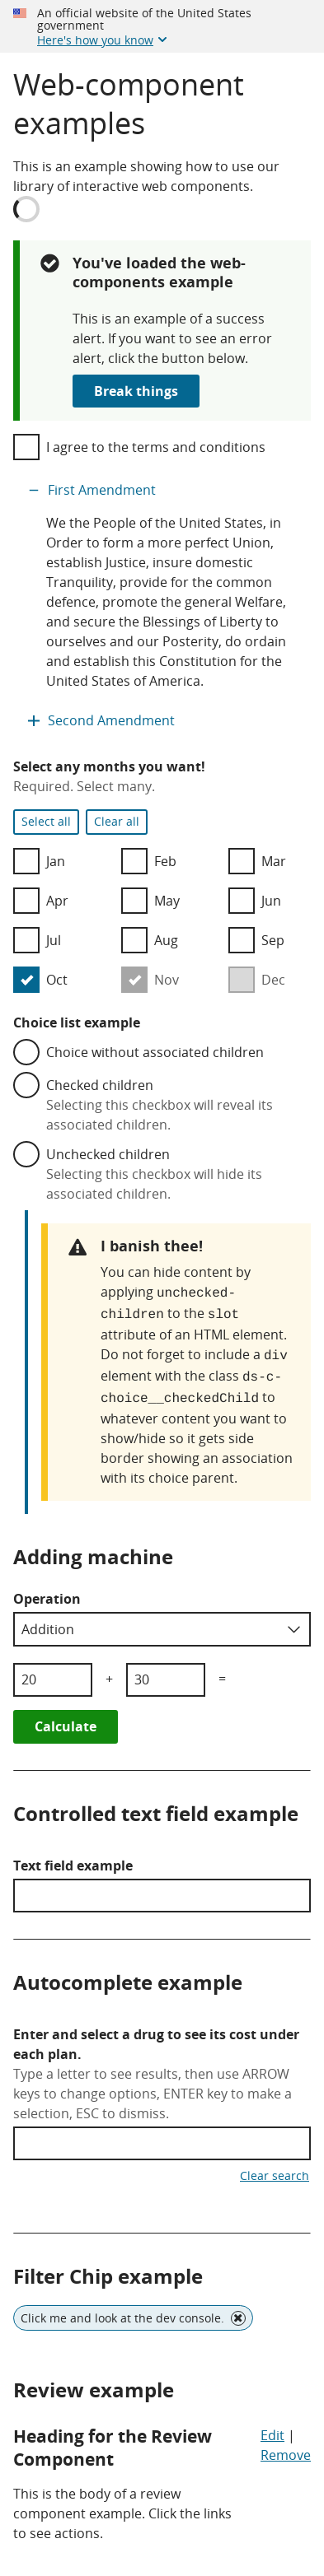 An official website of the United States
government
Here's how you know
Web-component
examples
This is an example showing how to use our
library of interactive web components.
You've loaded the web-
components example
This is an example of a success
alert. If you want to see an error
alert, click the button below.
Break things
I agree to the terms and conditions
First Amendment
We the People of the United States, in
Order to form a more perfect Union,
establish Justice, insure domestic
Tranquility, provide for the common
defence, promote the general Welfare,
and secure the Blessings of Liberty to
ourselves and our Posterity, do ordain
and establish this Constitution for the
United States of America.
Second Amendment
Select any months you want!
Required. Select many.
Select all Clear all
Jan Feb Mar
Apr May Jun
Jul Aug Sep
Oct Nov Dec
Choice list example
Choice without associated children
Checked children
Selecting this checkbox will reveal its
associated children.
Unchecked children
Selecting this checkbox will hide its
associated children.
I banish thee!
You can hide content by
applying unchecked-
children to the slot
attribute of an HTML element.
Do not forget to include a div
element with the class ds-c-
choice__checkedChild to
whatever content you want to
show/hide so it gets side
border showing an association
with its choice parent.
Adding machine
Operation
Addition
20 + 30 =
Calculate
Controlled text field example
Text field example
Autocomplete example
Enter and select a drug to see its cost under
each plan.
Type a letter to see results, then use ARROW
keys to change options, ENTER key to make a
selection, ESC to dismiss.
Clear search
Filter Chip example
Click me and look at the dev console.
Review example
Heading for the Review
Component
Edit |
Remove
This is the body of a review
component example. Click the links
to see actions.